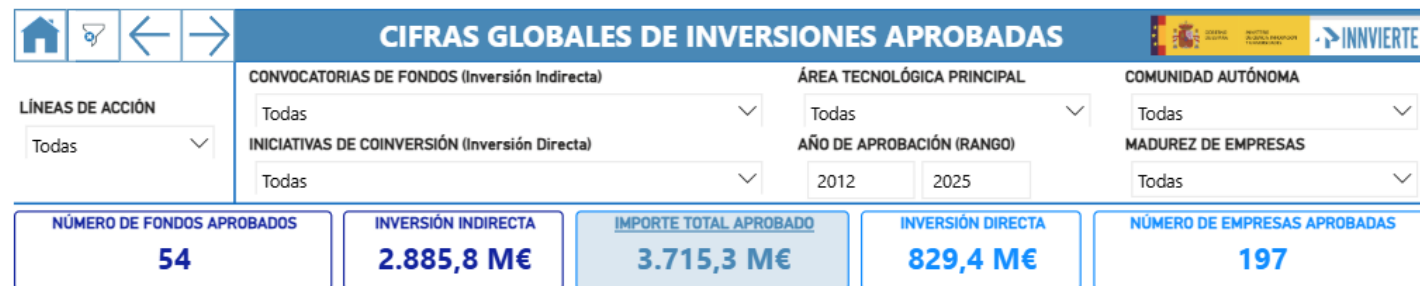 CIFRAS GLOBALES DE INVERSIONES APROBADAS
INNVIERTE
LÍNEAS DE ACCIÓN
Todas
CONVOCATORIAS DE FONDOS (Inversión Indirecta)
Todas
INICIATIVAS DE COINVERSIÓN (Inversión Directa)
Todas
ÁREA TECNOLÓGICA PRINCIPAL
Todas
AÑO DE APROBACIÓN (RANGO)
2012 2025
COMUNIDAD AUTÓNOMA
Todas
MADUREZ DE EMPRESAS
Todas
NÚMERO DE FONDOS APROBADOS
54
INVERSIÓN INDIRECTA
2.885,8 M€
IMPORTE TOTAL APROBADO
3.715,3 M€
INVERSIÓN DIRECTA
829,4 M€
NÚMERO DE EMPRESAS APROBADAS
197